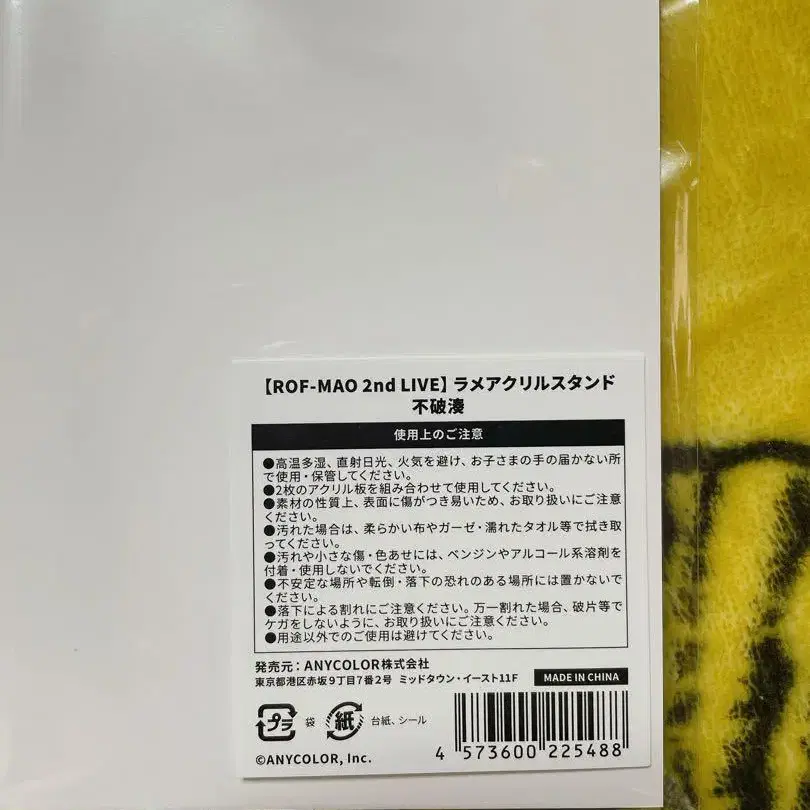 【ROF-MAO 2nd LIVE】ラメアクリルスタンド
不破湊
使用上のご注意
●高温多湿、直射日光、火気を避け、お子さまの手の届かない所
で使用・保管してください。
●2枚のアクリル板を組み合わせて使用してください。
●素材の性質上、表面に傷がつき易いため、お取り扱いにご注意
ください。
●汚れた場合は、柔らかい布やガーゼ・濡れたタオル等で拭き取
ってください。
●汚れや小さな傷・色あせには、ベンジンやアルコール系溶剤を
付着・使用しないでください。
●不安定な場所や転倒・落下の恐れのある場所には置かないで
ください。
●落下による割れにご注意ください。万一割れた場合、破片等で
ケガをしないように、お取り扱いにご注意ください。
●用途以外でのご使用は避けてください。
発売元：ANYCOLOR株式会社
東京都港区赤坂9丁目7番2号 ミッドタウン・イースト11F
MADE IN CHINA
プラ 袋 紙 台紙、シール
4 573600 225488
©ANYCOLOR, Inc.